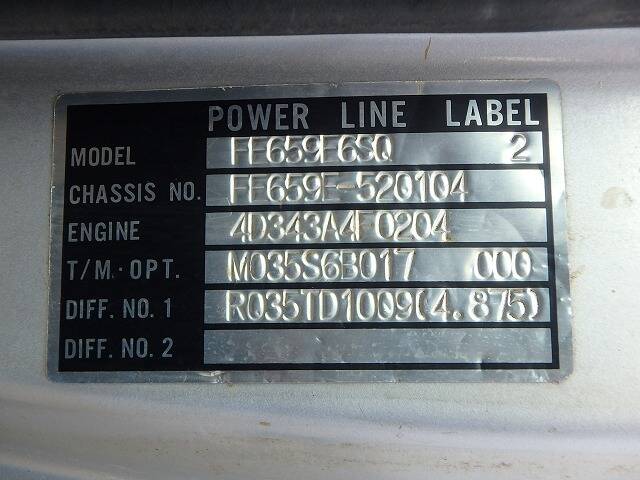 POWER LINE LABEL
MODEL FE659F6SQ 2
CHASSIS NO. FE659E-520104
ENGINE 4D343A4F0204
T/M·OPT. M035S6B017 000
DIFF. NO. 1 R035TD1009(4.875)
DIFF. NO. 2